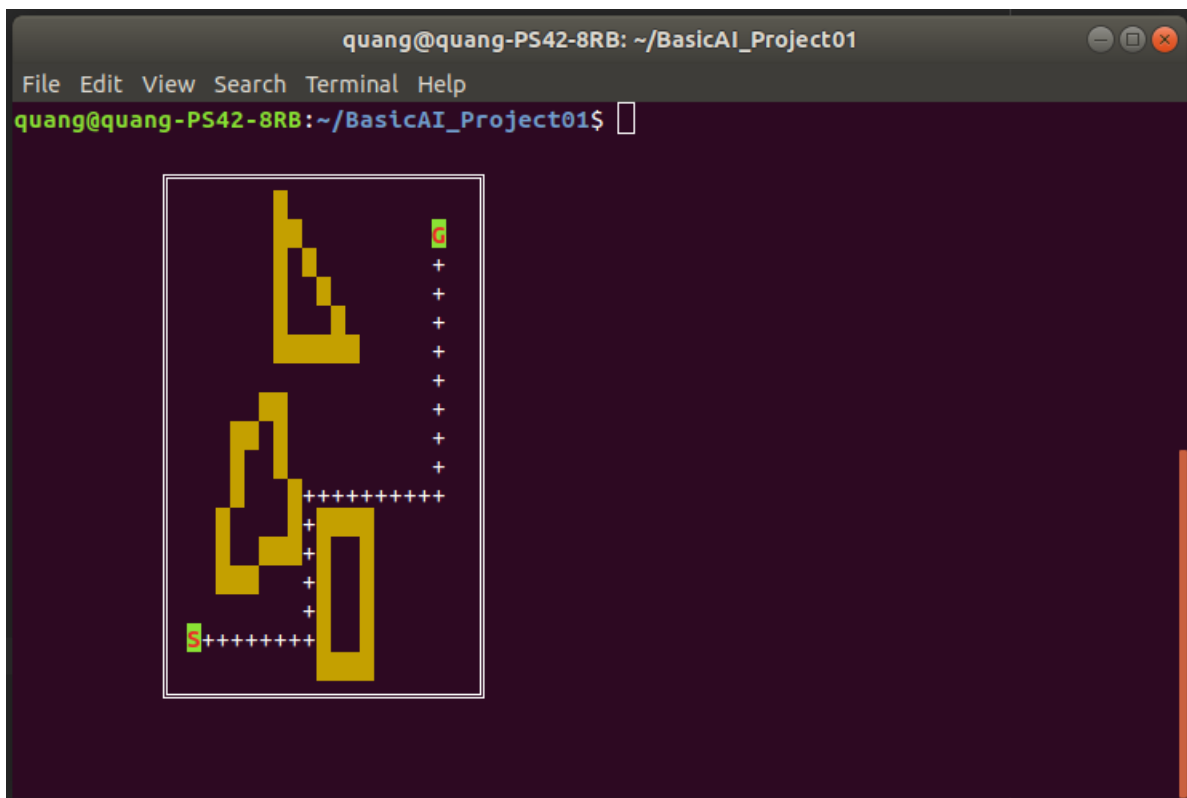 quang@quang-PS42-8RB: ~/BasicAI_Project01
File Edit View Search Terminal Help
quang@quang-PS42-8RB:~/BasicAI_Project01$
G
+
+
+
+
+
+
+
+
++++++++++
+
+
+
+
S++++++++